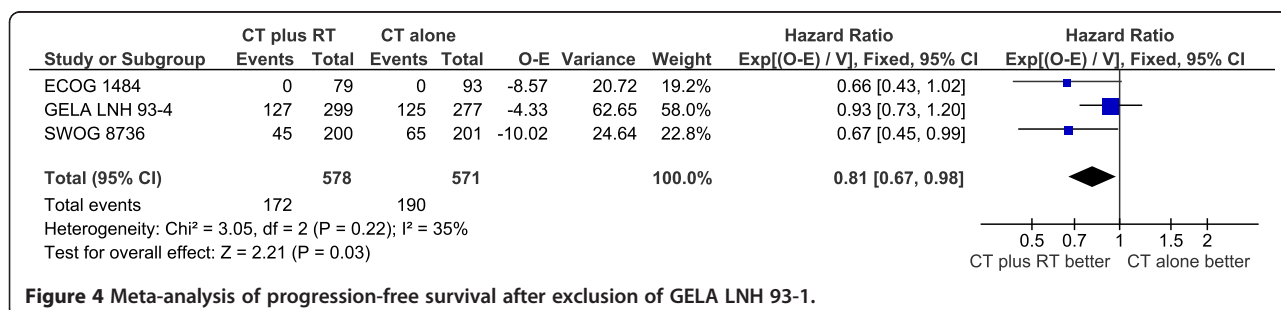 CT plus RT CT alone Hazard Ratio Hazard Ratio
Study or Subgroup Events Total Events Total O-E Variance Weight Exp[(O-E) / V], Fixed, 95% CI Exp[(O-E) / V], Fixed, 95% CI
ECOG 1484 0 79 0 93 -8.57 20.72 19.2% 0.66 [0.43, 1.02]
GELA LNH 93-4 127 299 125 277 -4.33 62.65 58.0% 0.93 [0.73, 1.20]
SWOG 8736 45 200 65 201 -10.02 24.64 22.8% 0.67 [0.45, 0.99]
Total (95% CI) 578 571 100.0% 0.81 [0.67, 0.98]
Total events 172 190
Heterogeneity: Chi² = 3.05, df = 2 (P = 0.22); I² = 35%
Test for overall effect: Z = 2.21 (P = 0.03)
0.5 0.7 1 1.5 2
CT plus RT better CT alone better
Figure 4 Meta-analysis of progression-free survival after exclusion of GELA LNH 93-1.